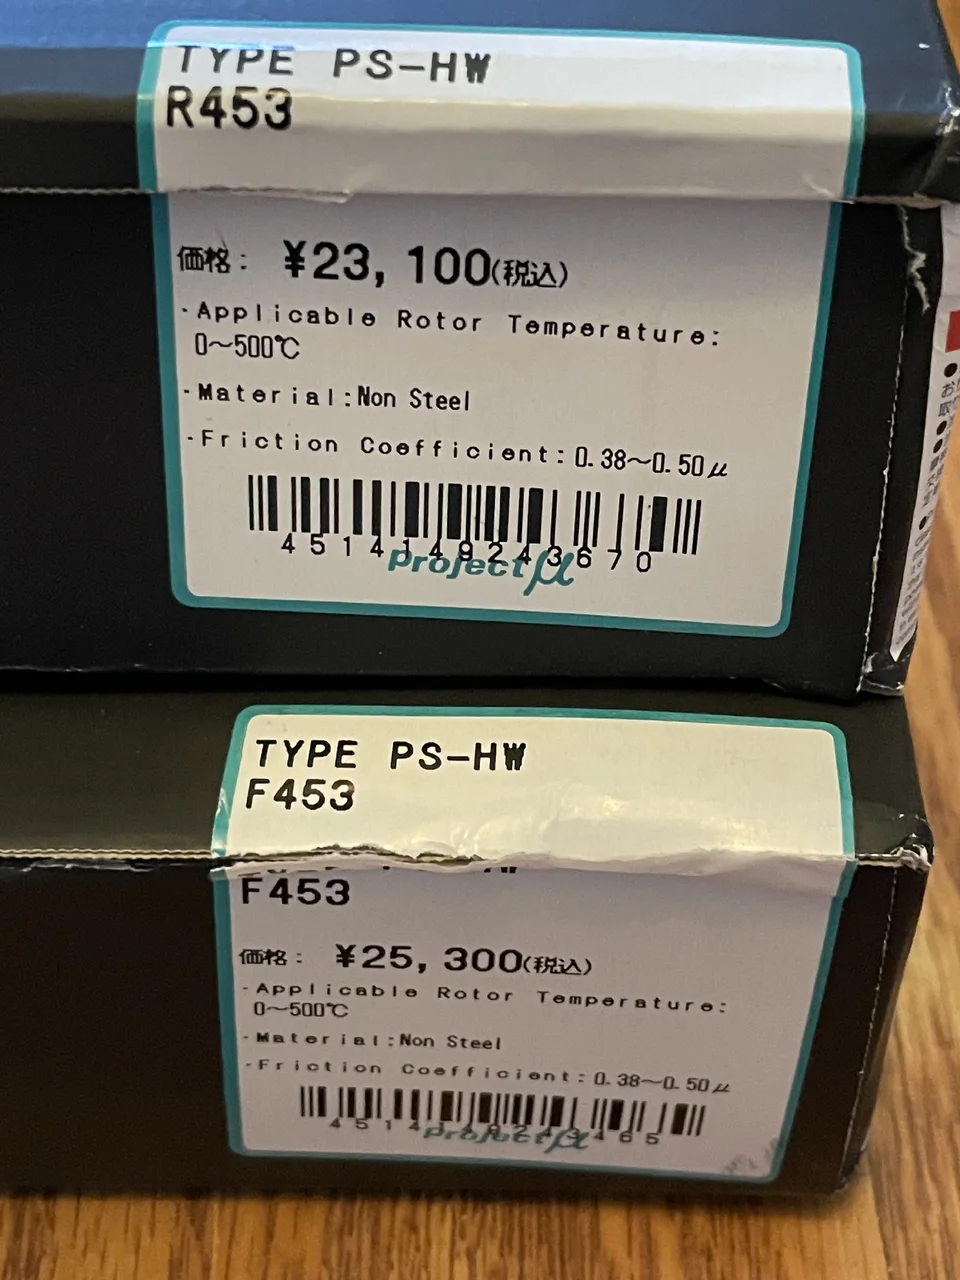 TYPE PS-HW
R453
価格： ¥23,100(税込)
・Applicable Rotor Temperature:
0～500℃
・Material:Non Steel
・Friction Coefficient:0.38～0.50μ
4514149243670
Project μ
TYPE PS-HW
F453
F453
価格： ¥25,300(税込)
・Applicable Rotor Temperature:
0～500℃
・Material:Non Steel
・Friction Coefficient:0.38～0.50μ
4514149243465
Project μ